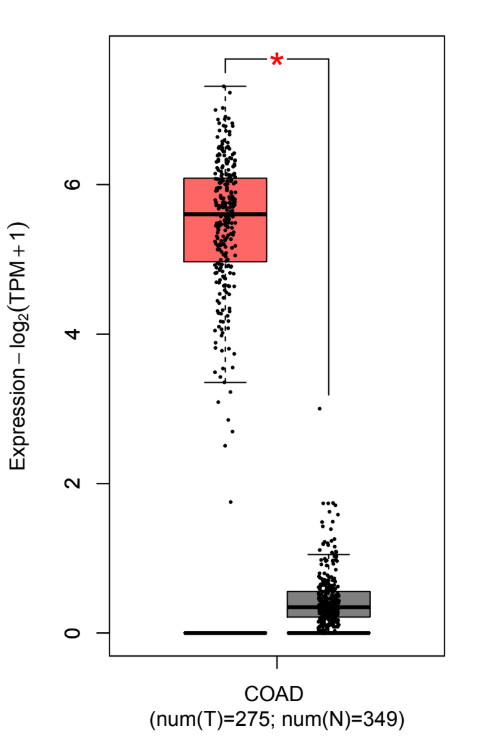 *
6
4
2
0
Expression − log₂(TPM + 1)
COAD
(num(T)=275; num(N)=349)